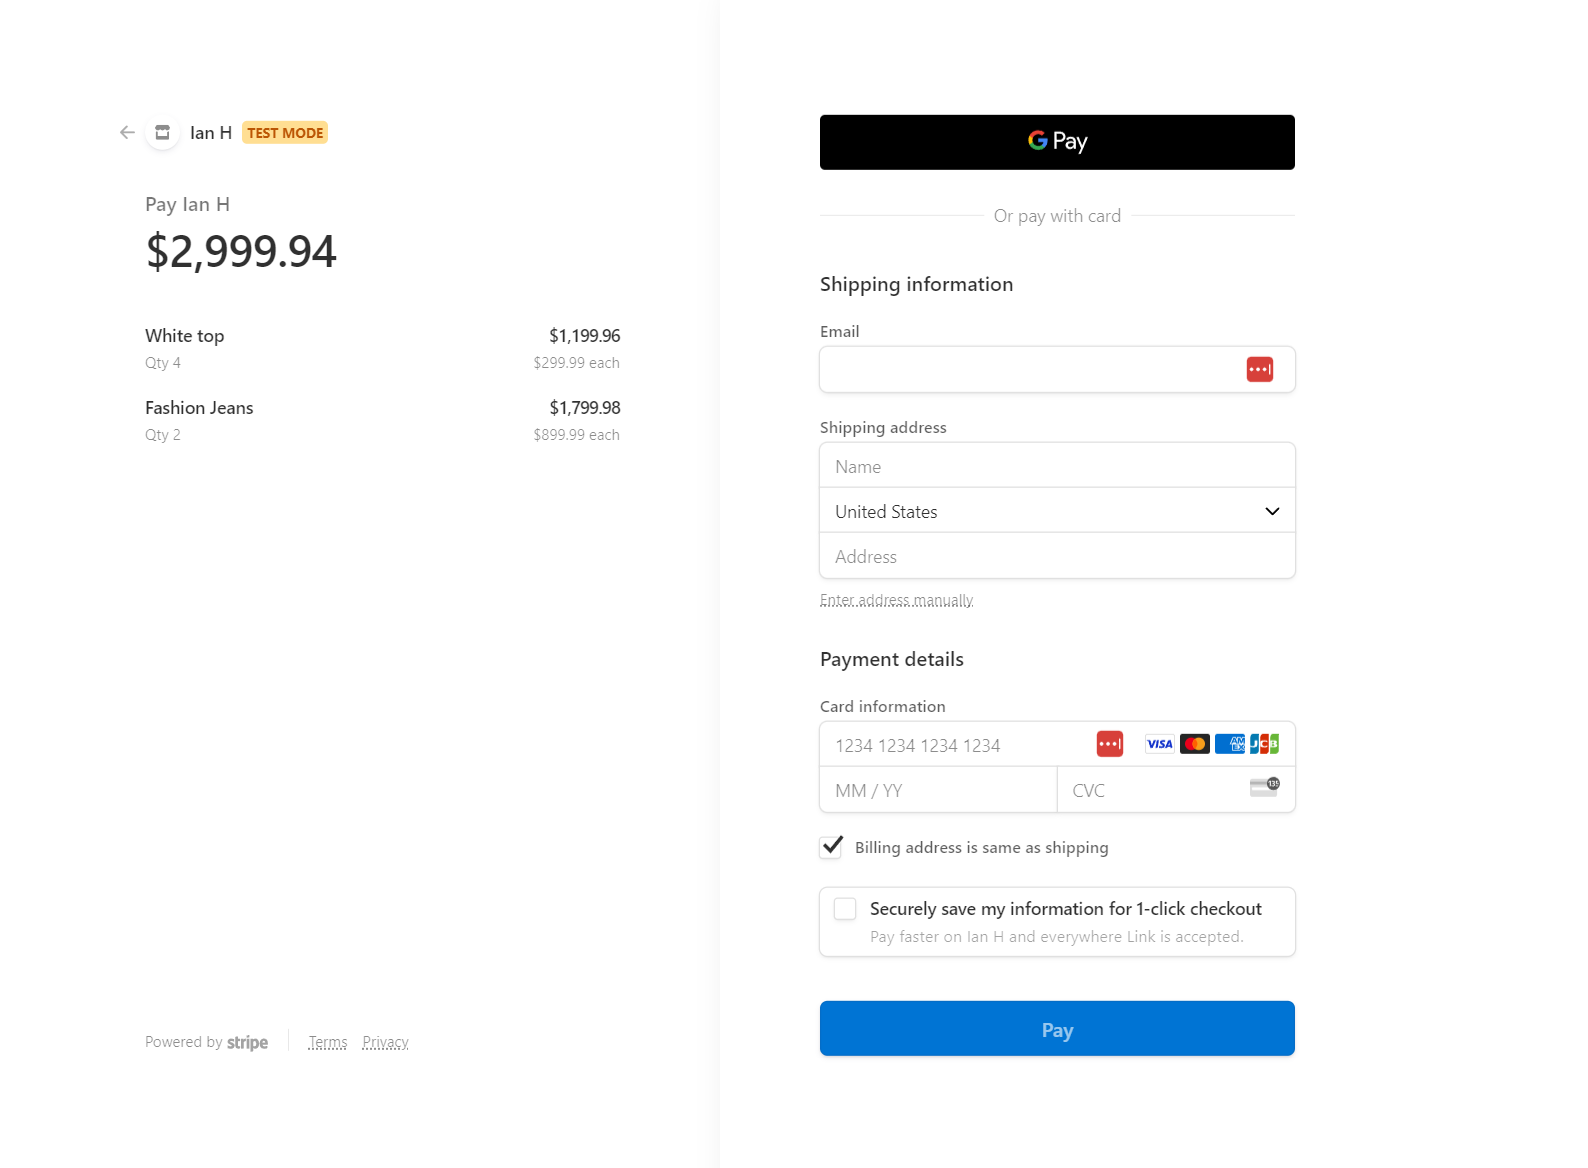 Ian H TEST MODE
Pay Ian H
$2,999.94
White top $1,199.96
Qty 4 $299.99 each
Fashion Jeans $1,799.98
Qty 2 $899.99 each
Powered by stripe Terms Privacy
G Pay
Or pay with card
Shipping information
Email
Shipping address
Name
United States
Address
Enter address manually
Payment details
Card information
1234 1234 1234 1234 VISA AMEX JCB
MM / YY CVC 135
Billing address is same as shipping
Securely save my information for 1-click checkout
Pay faster on Ian H and everywhere Link is accepted.
Pay